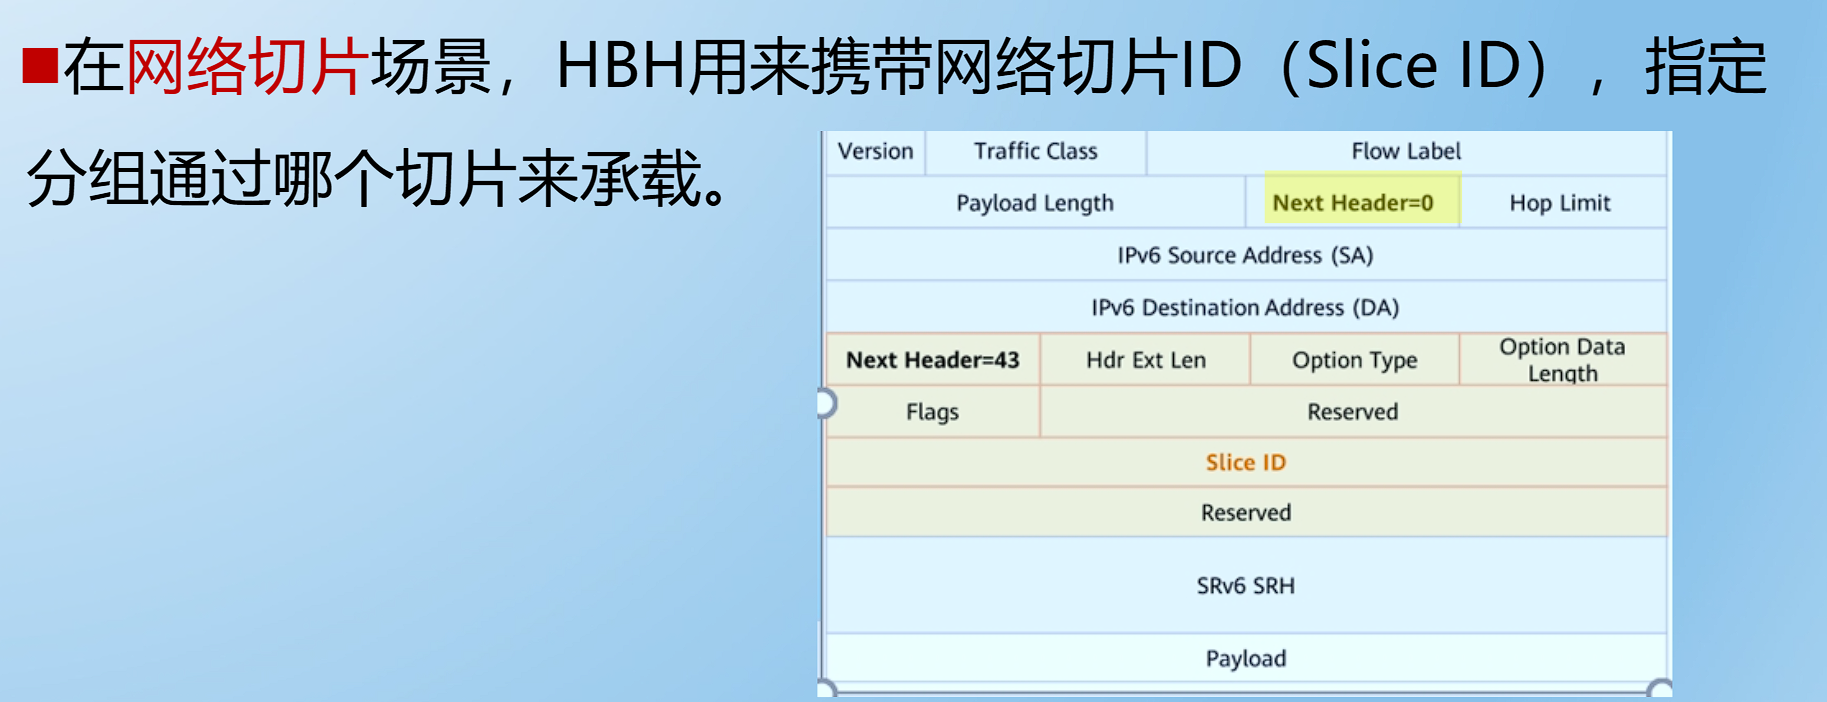 ■在网络切片场景，HBH用来携带网络切片ID（Slice ID），指定
分组通过哪个切片来承载。
Version Traffic Class Flow Label
Payload Length Next Header=0 Hop Limit
IPv6 Source Address (SA)
IPv6 Destination Address (DA)
Next Header=43 Hdr Ext Len Option Type Option Data
Length
Flags Reserved
Slice ID
Reserved
SRv6 SRH
Payload